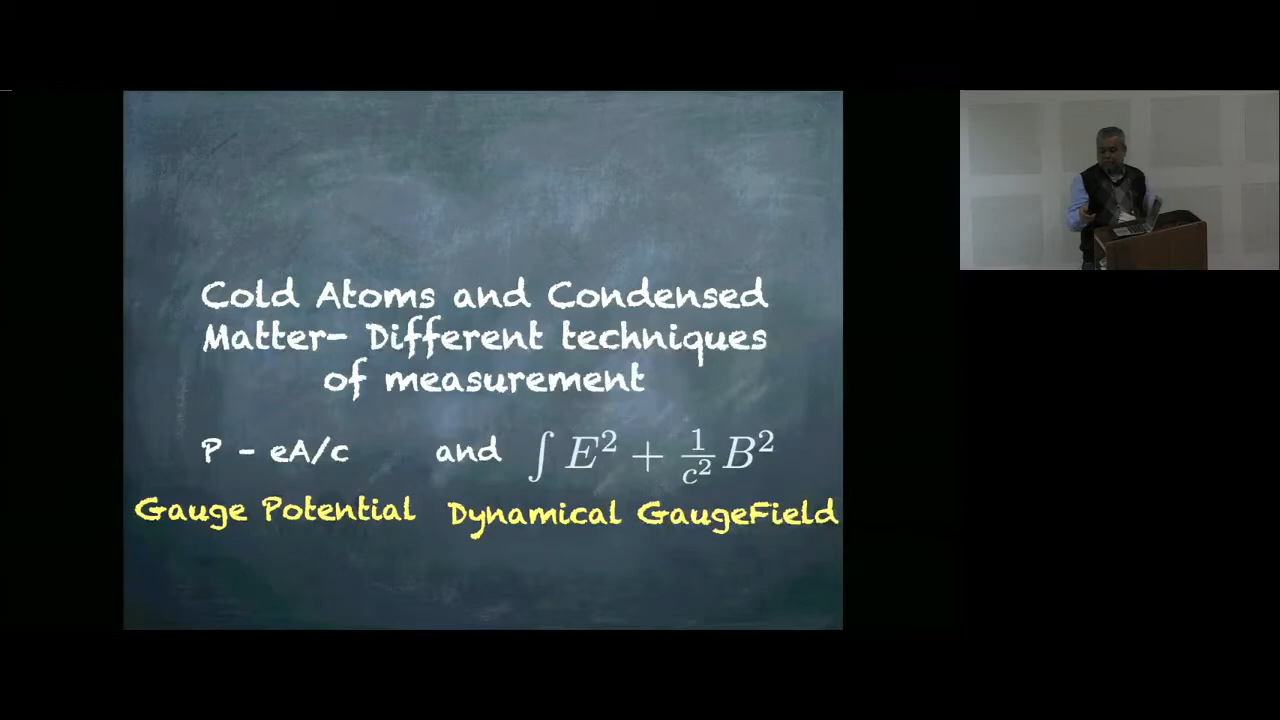 Cold Atoms and Condensed
Matter- Different techniques
of measurement
P - eA/c and ∫ E² + 1/c² B²
Gauge Potential Dynamical GaugeField